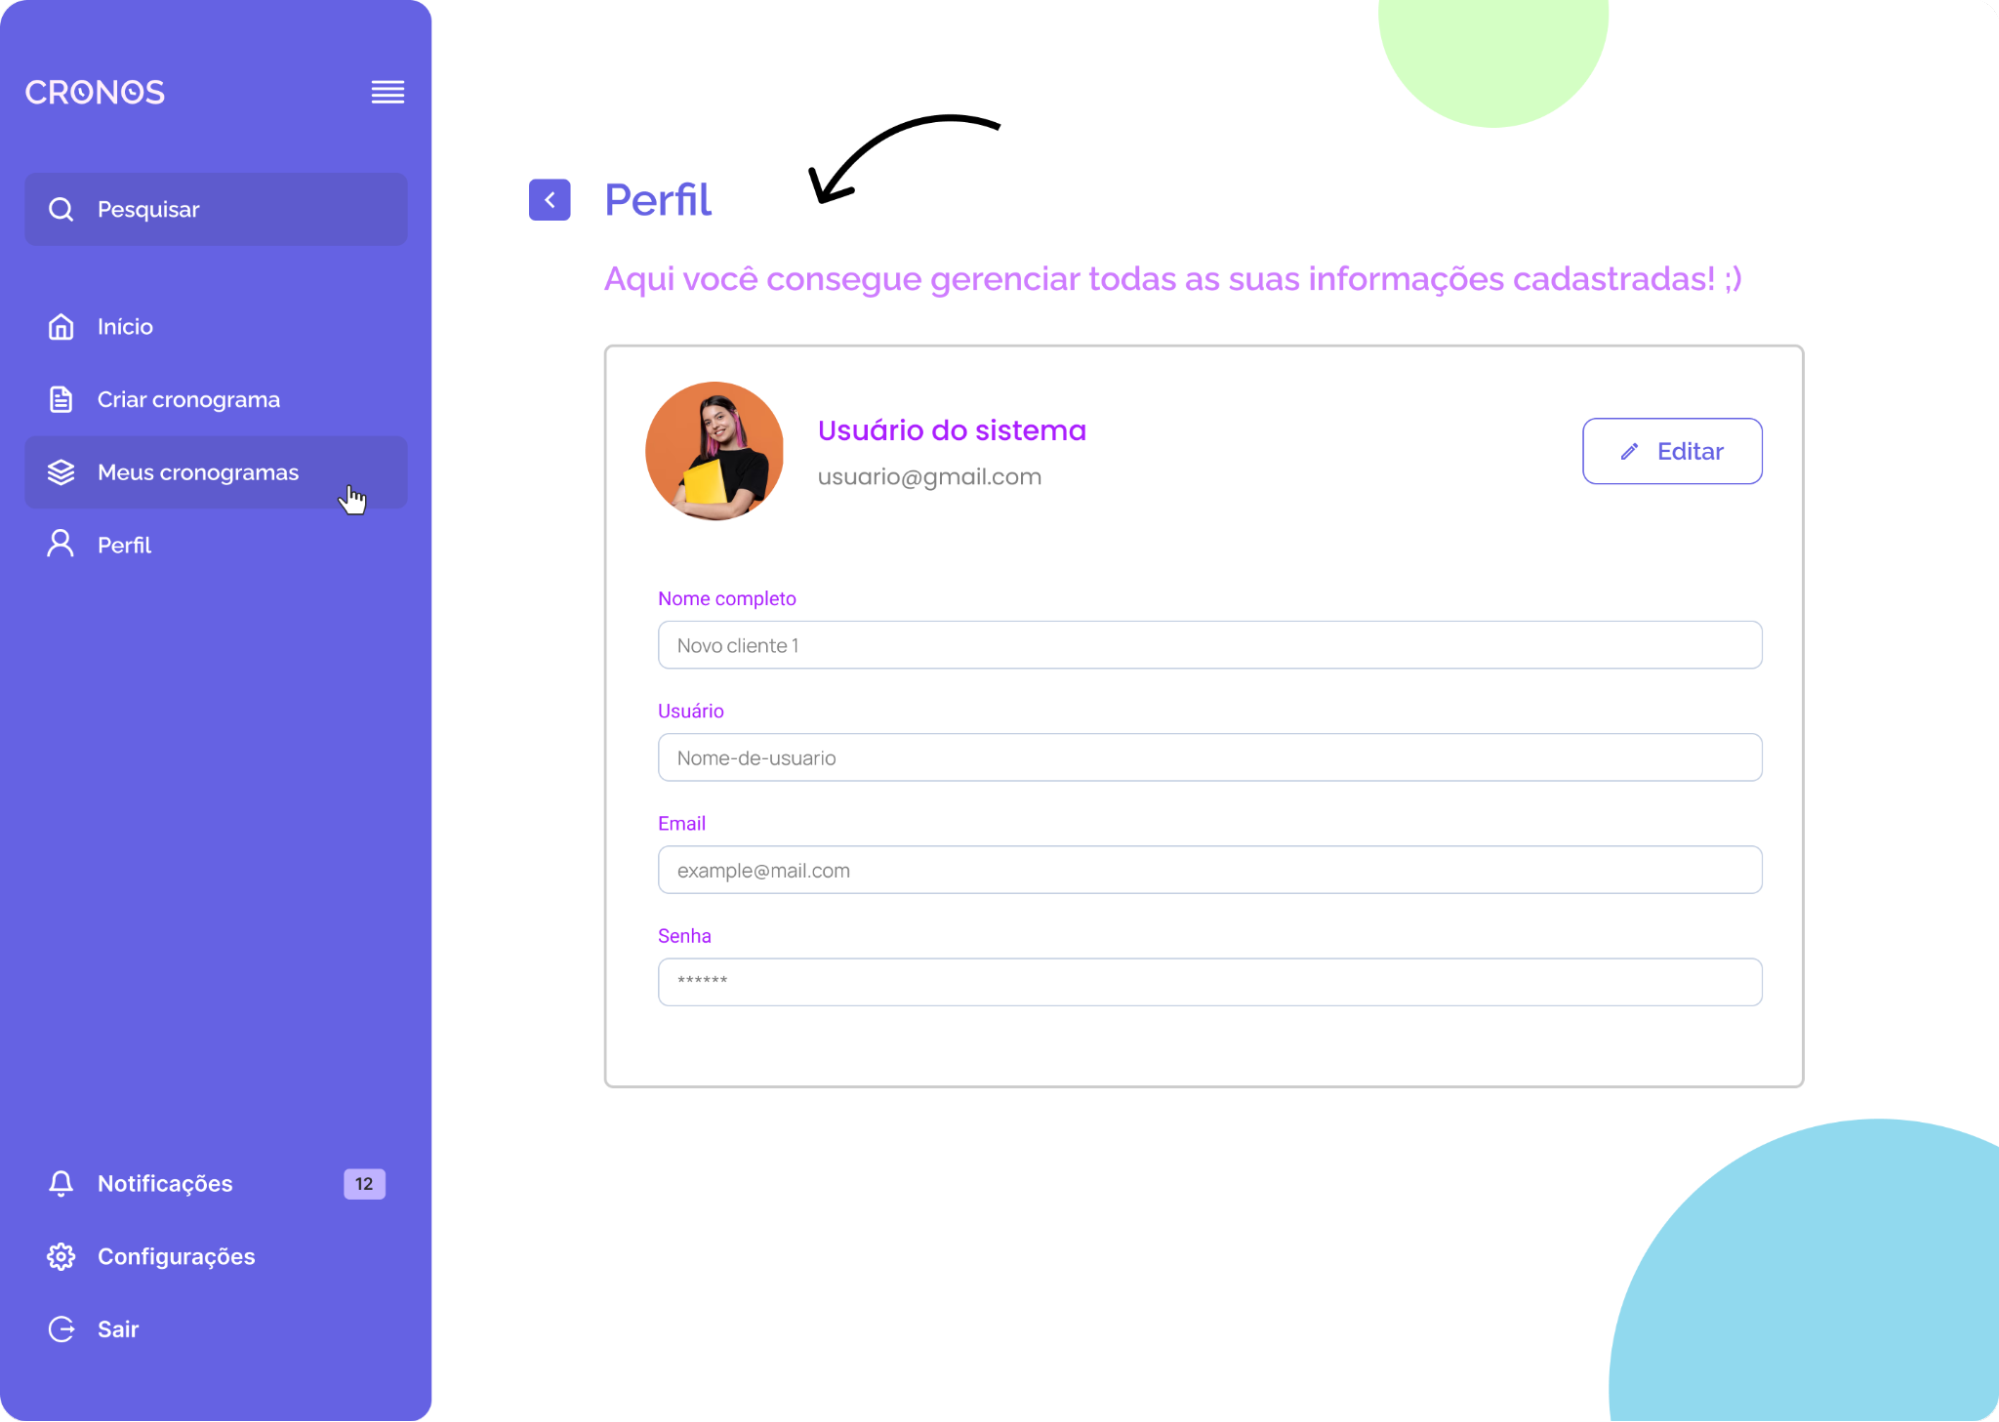 CRONOS
Pesquisar
Início
Criar cronograma
Meus cronogramas
Perfil
Notificações
12
Configurações
Sair
Perfil
Aqui você consegue gerenciar todas as suas informações cadastradas! ;)
Usuário do sistema
usuario@gmail.com
Editar
Nome completo
Novo cliente 1
Usuário
Nome-de-usuario
Email
example@mail.com
Senha
******